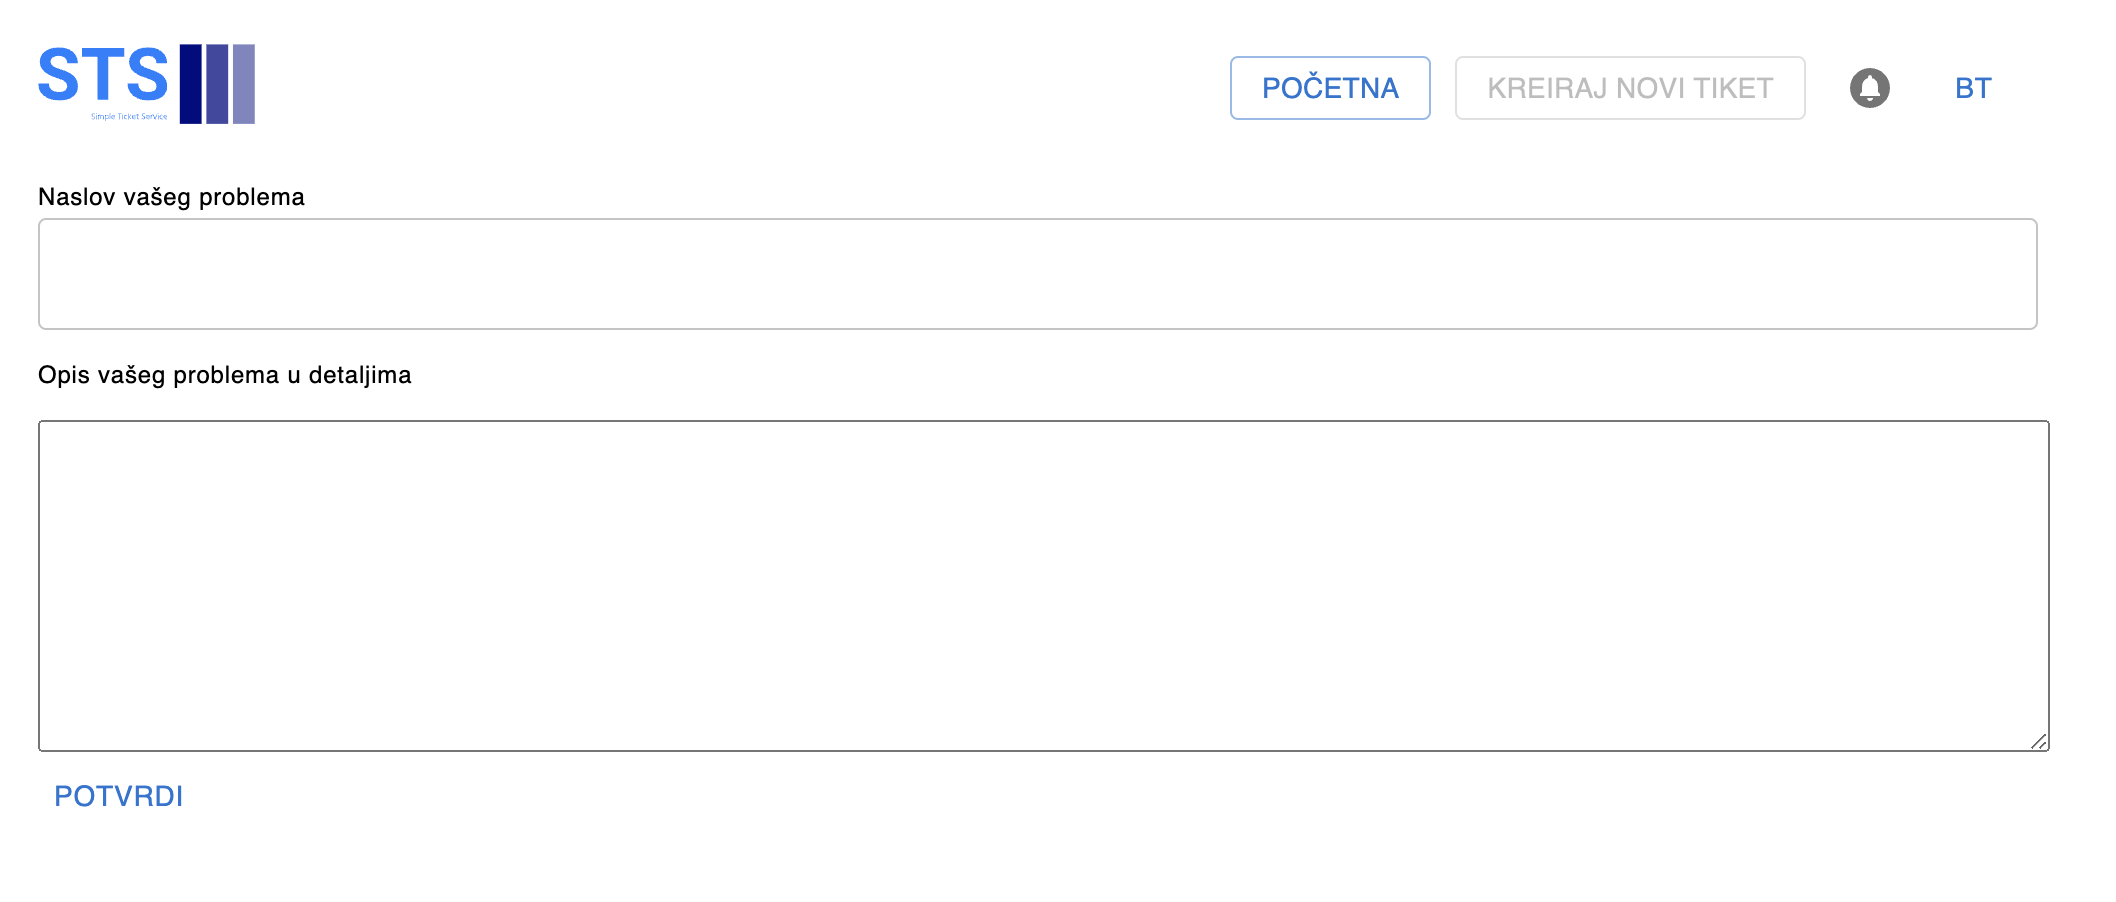 STS
Simple Ticket Service
POČETNA
KREIRAJ NOVI TIKET
BT
Naslov vašeg problema
Opis vašeg problema u detaljima
POTVRDI